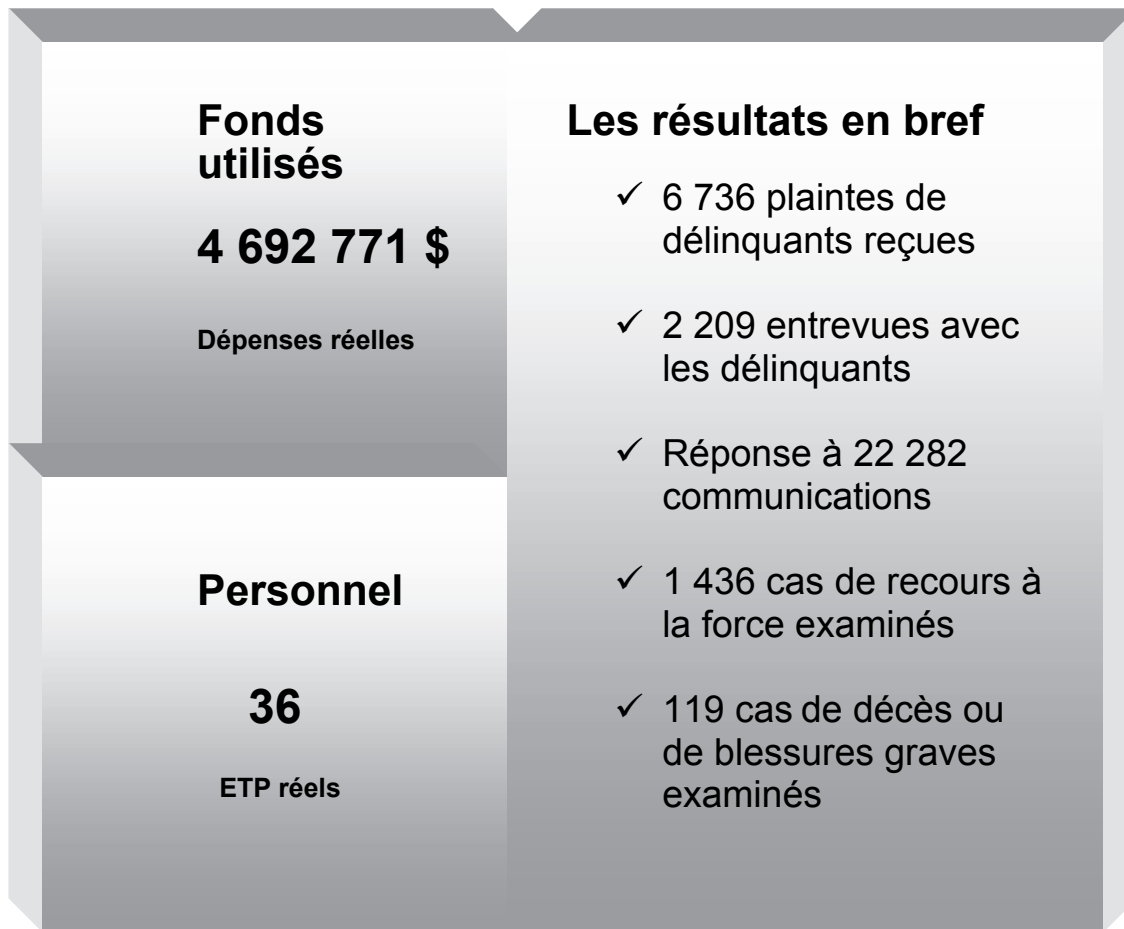 Fonds
utilisés
4 692 771 $
Dépenses réelles
Personnel
36
ETP réels
Les résultats en bref
✓ 6 736 plaintes de
délinquants reçues
✓ 2 209 entrevues avec
les délinquants
✓ Réponse à 22 282
communications
✓ 1 436 cas de recours à
la force examinés
✓ 119 cas de décès ou
de blessures graves
examinés